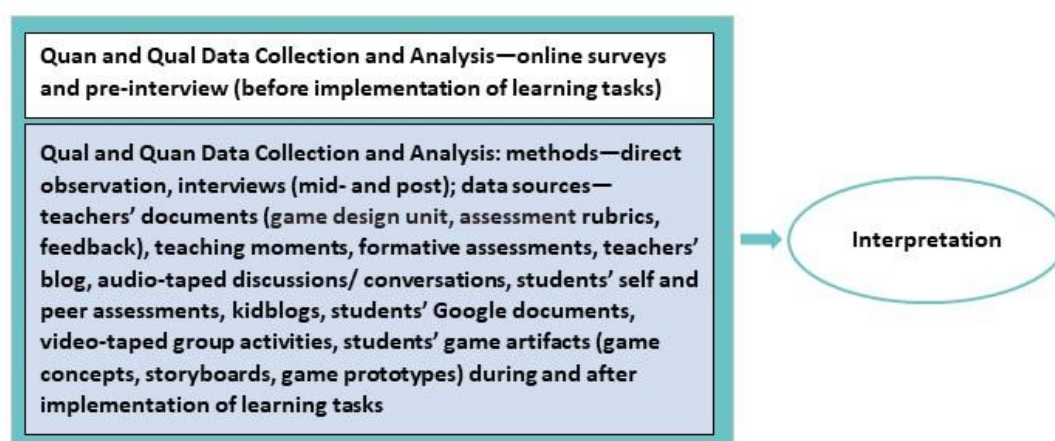 Quan and Qual Data Collection and Analysis—online surveys
and pre-interview (before implementation of learning tasks)
Qual and Quan Data Collection and Analysis: methods—direct
observation, interviews (mid- and post); data sources—
teachers’ documents (game design unit, assessment rubrics,
feedback), teaching moments, formative assessments, teachers’
blog, audio-taped discussions/ conversations, students’ self and
peer assessments, kidblogs, students’ Google documents,
video-taped group activities, students’ game artifacts (game
concepts, storyboards, game prototypes) during and after
implementation of learning tasks
Interpretation